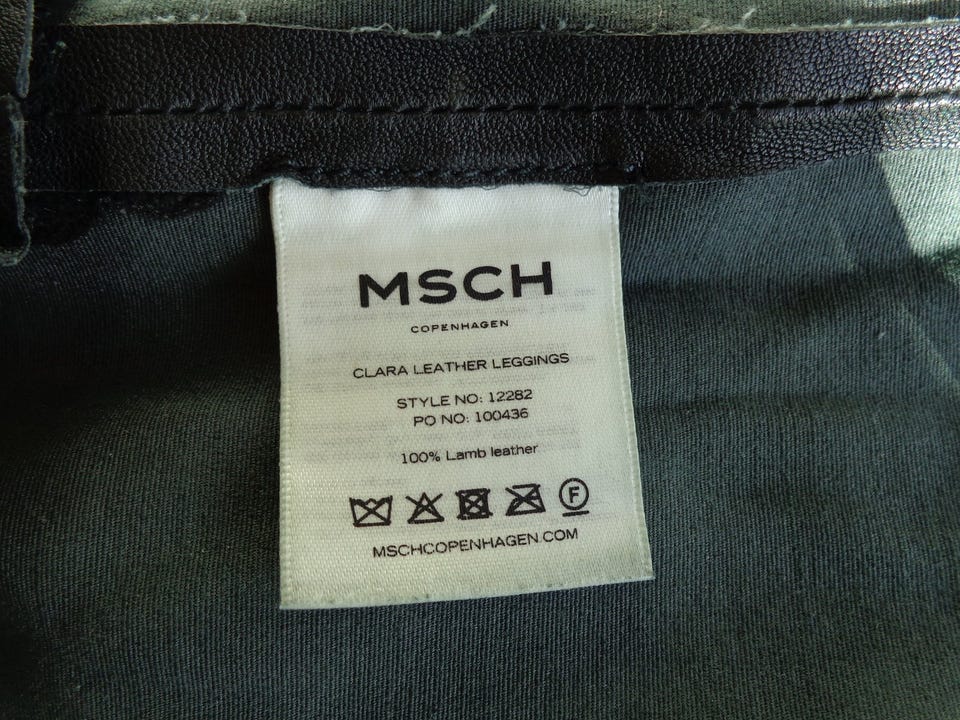 MSCH
COPENHAGEN
CLARA LEATHER LEGGINGS
STYLE NO: 12282
PO NO: 100436
100% Lamb leather
F
MSCHCOPENHAGEN.COM